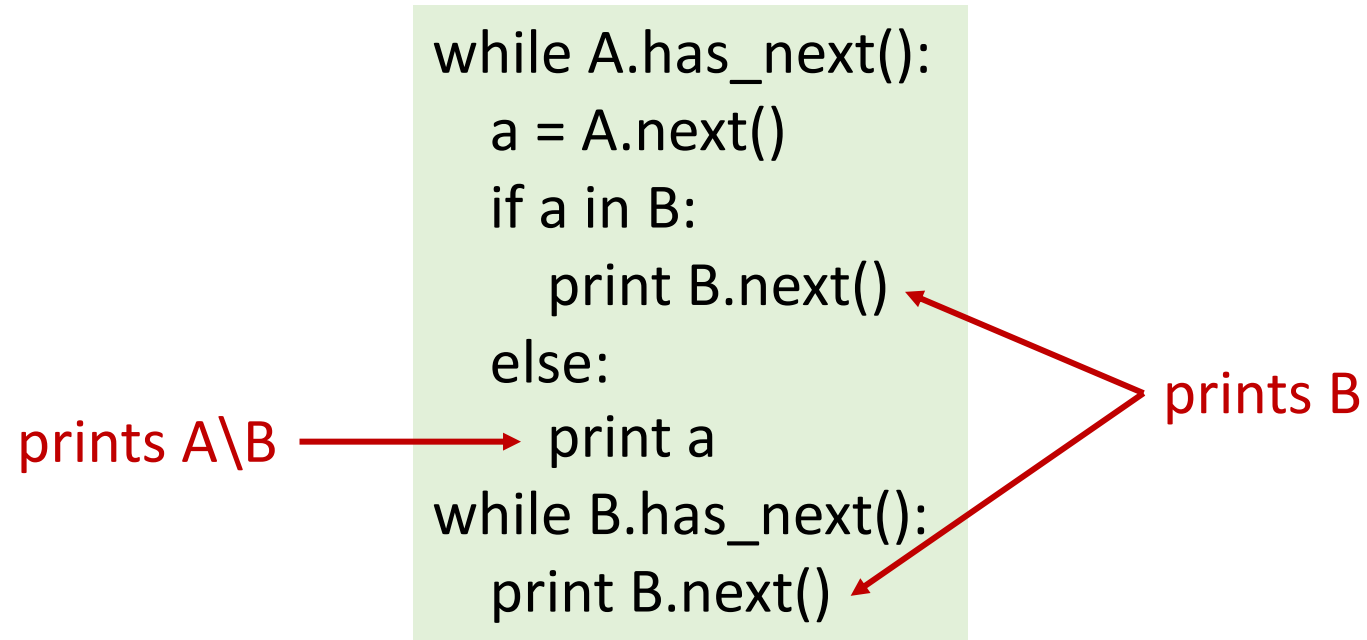 while A.has_next():
a = A.next()
if a in B:
print B.next()
else:
print a
while B.has_next():
print B.next()
prints A\B
prints B